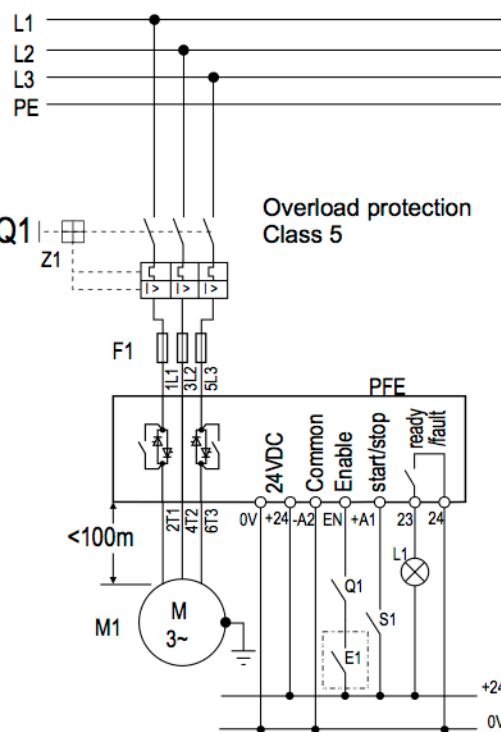 L1
L2
L3
PE
Overload protection
Class 5
Q1
Z1
I >
I >
I >
F1
1L1
3L2
5L3
PFE
24VDC
Common
Enable
start/stop
ready
/fault
<100m
2T1
4T2
6T3
0V
+24
-A2
EN
+A1
23
24
L1
Q1
S1
E1
M1
M
3~
+24
0V